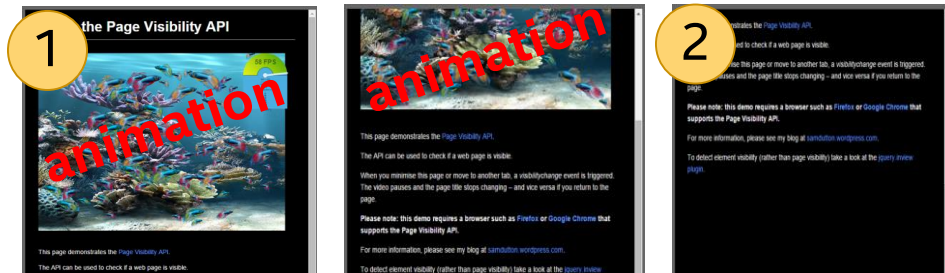 1
the Page Visibility API
animation
This page demonstrates the Page Visibility API.
The API can be used to check if a web page is visible.
animation
This page demonstrates the Page Visibility API.
The API can be used to check if a web page is visible.
When you minimise this page or move to another tab, a visibilitychange event is triggered.
The video pauses and the page title stops changing – and vice versa if you return to the
page.
Please note: this demo requires a browser such as Firefox or Google Chrome that
supports the Page Visibility API.
For more information, please see my blog at samdutton.wordpress.com.
To detect element visibility (rather than page visibility) take a look at the jquery inview
2
nstrates the Page Visibility API.
ed to check if a web page is visible.
mise this page or move to another tab, a visibilitychange event is triggered.
uses and the page title stops changing – and vice versa if you return to the
page.
Please note: this demo requires a browser such as Firefox or Google Chrome that
supports the Page Visibility API.
For more information, please see my blog at samdutton.wordpress.com.
To detect element visibility (rather than page visibility) take a look at the jquery inview
plugin.